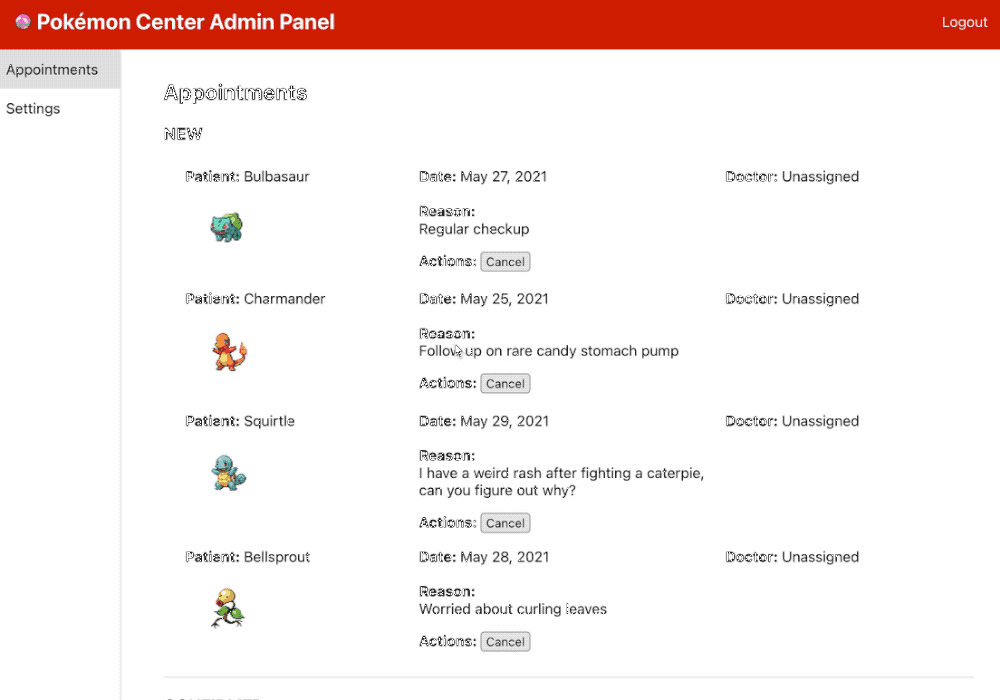 Pokémon Center Admin Panel
Logout
Appointments
Settings
Appointments
NEW
Patient: Bulbasaur
Date: May 27, 2021
Doctor: Unassigned
Reason:
Regular checkup
Actions: Cancel
Patient: Charmander
Date: May 25, 2021
Doctor: Unassigned
Reason:
Follow up on rare candy stomach pump
Actions: Cancel
Patient: Squirtle
Date: May 29, 2021
Doctor: Unassigned
Reason:
I have a weird rash after fighting a caterpie,
can you figure out why?
Actions: Cancel
Patient: Bellsprout
Date: May 28, 2021
Doctor: Unassigned
Reason:
Worried about curling leaves
Actions: Cancel